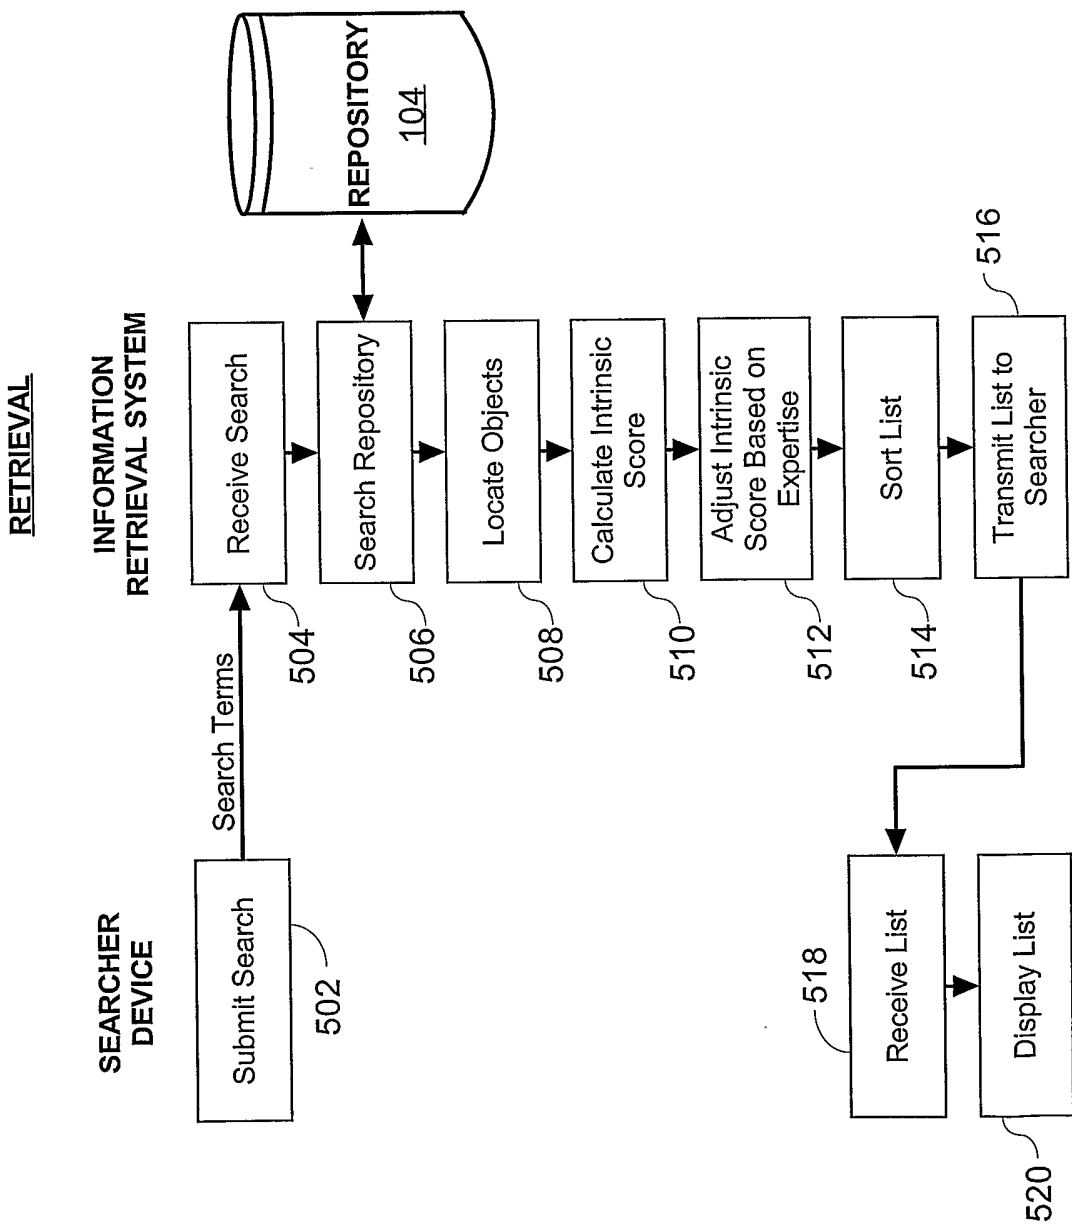 RETRIEVAL
SEARCHER
DEVICE
INFORMATION
RETRIEVAL SYSTEM
Submit Search
502
Search Terms
Receive Search
504
Search Repository
506
REPOSITORY
104
Locate Objects
508
Calculate Intrinsic
Score
510
Adjust Intrinsic
Score Based on
Expertise
512
Sort List
514
Transmit List to
Searcher
516
Receive List
518
Display List
520